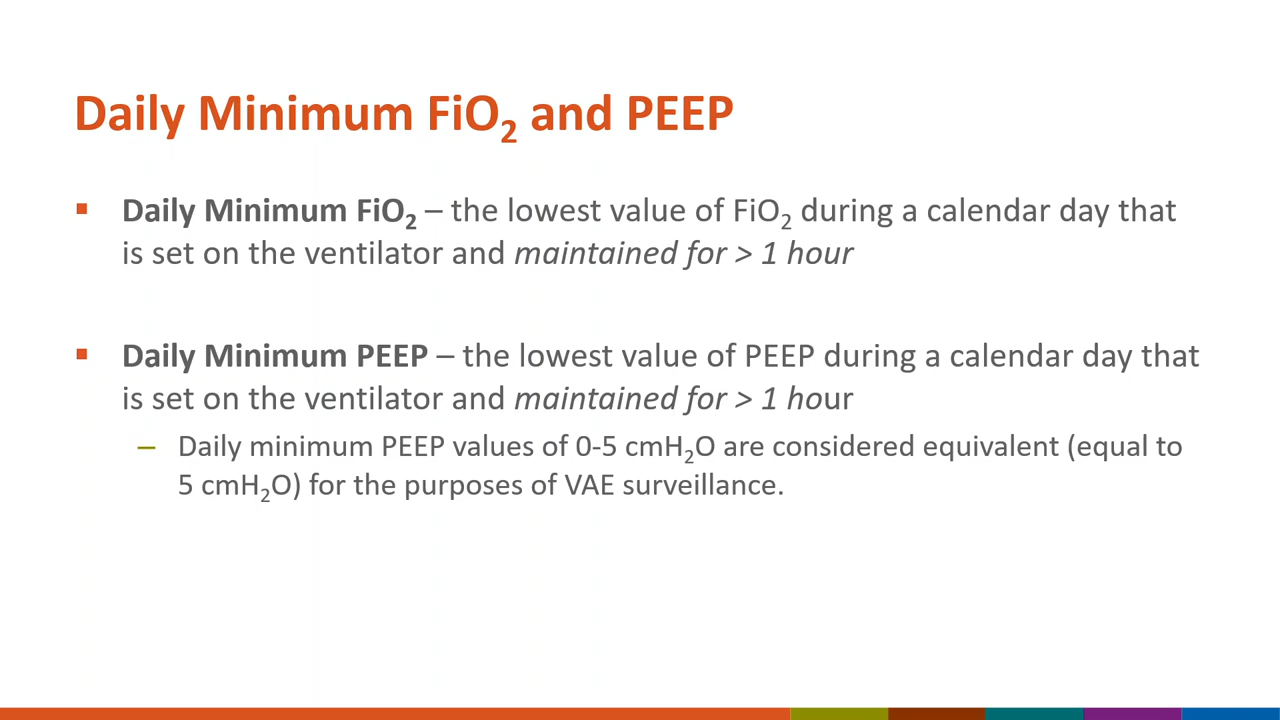 Daily Minimum FiO₂ and PEEP
▪ Daily Minimum FiO₂ – the lowest value of FiO₂ during a calendar day that
is set on the ventilator and maintained for > 1 hour
▪ Daily Minimum PEEP – the lowest value of PEEP during a calendar day that
is set on the ventilator and maintained for > 1 hour
– Daily minimum PEEP values of 0-5 cmH₂O are considered equivalent (equal to
5 cmH₂O) for the purposes of VAE surveillance.